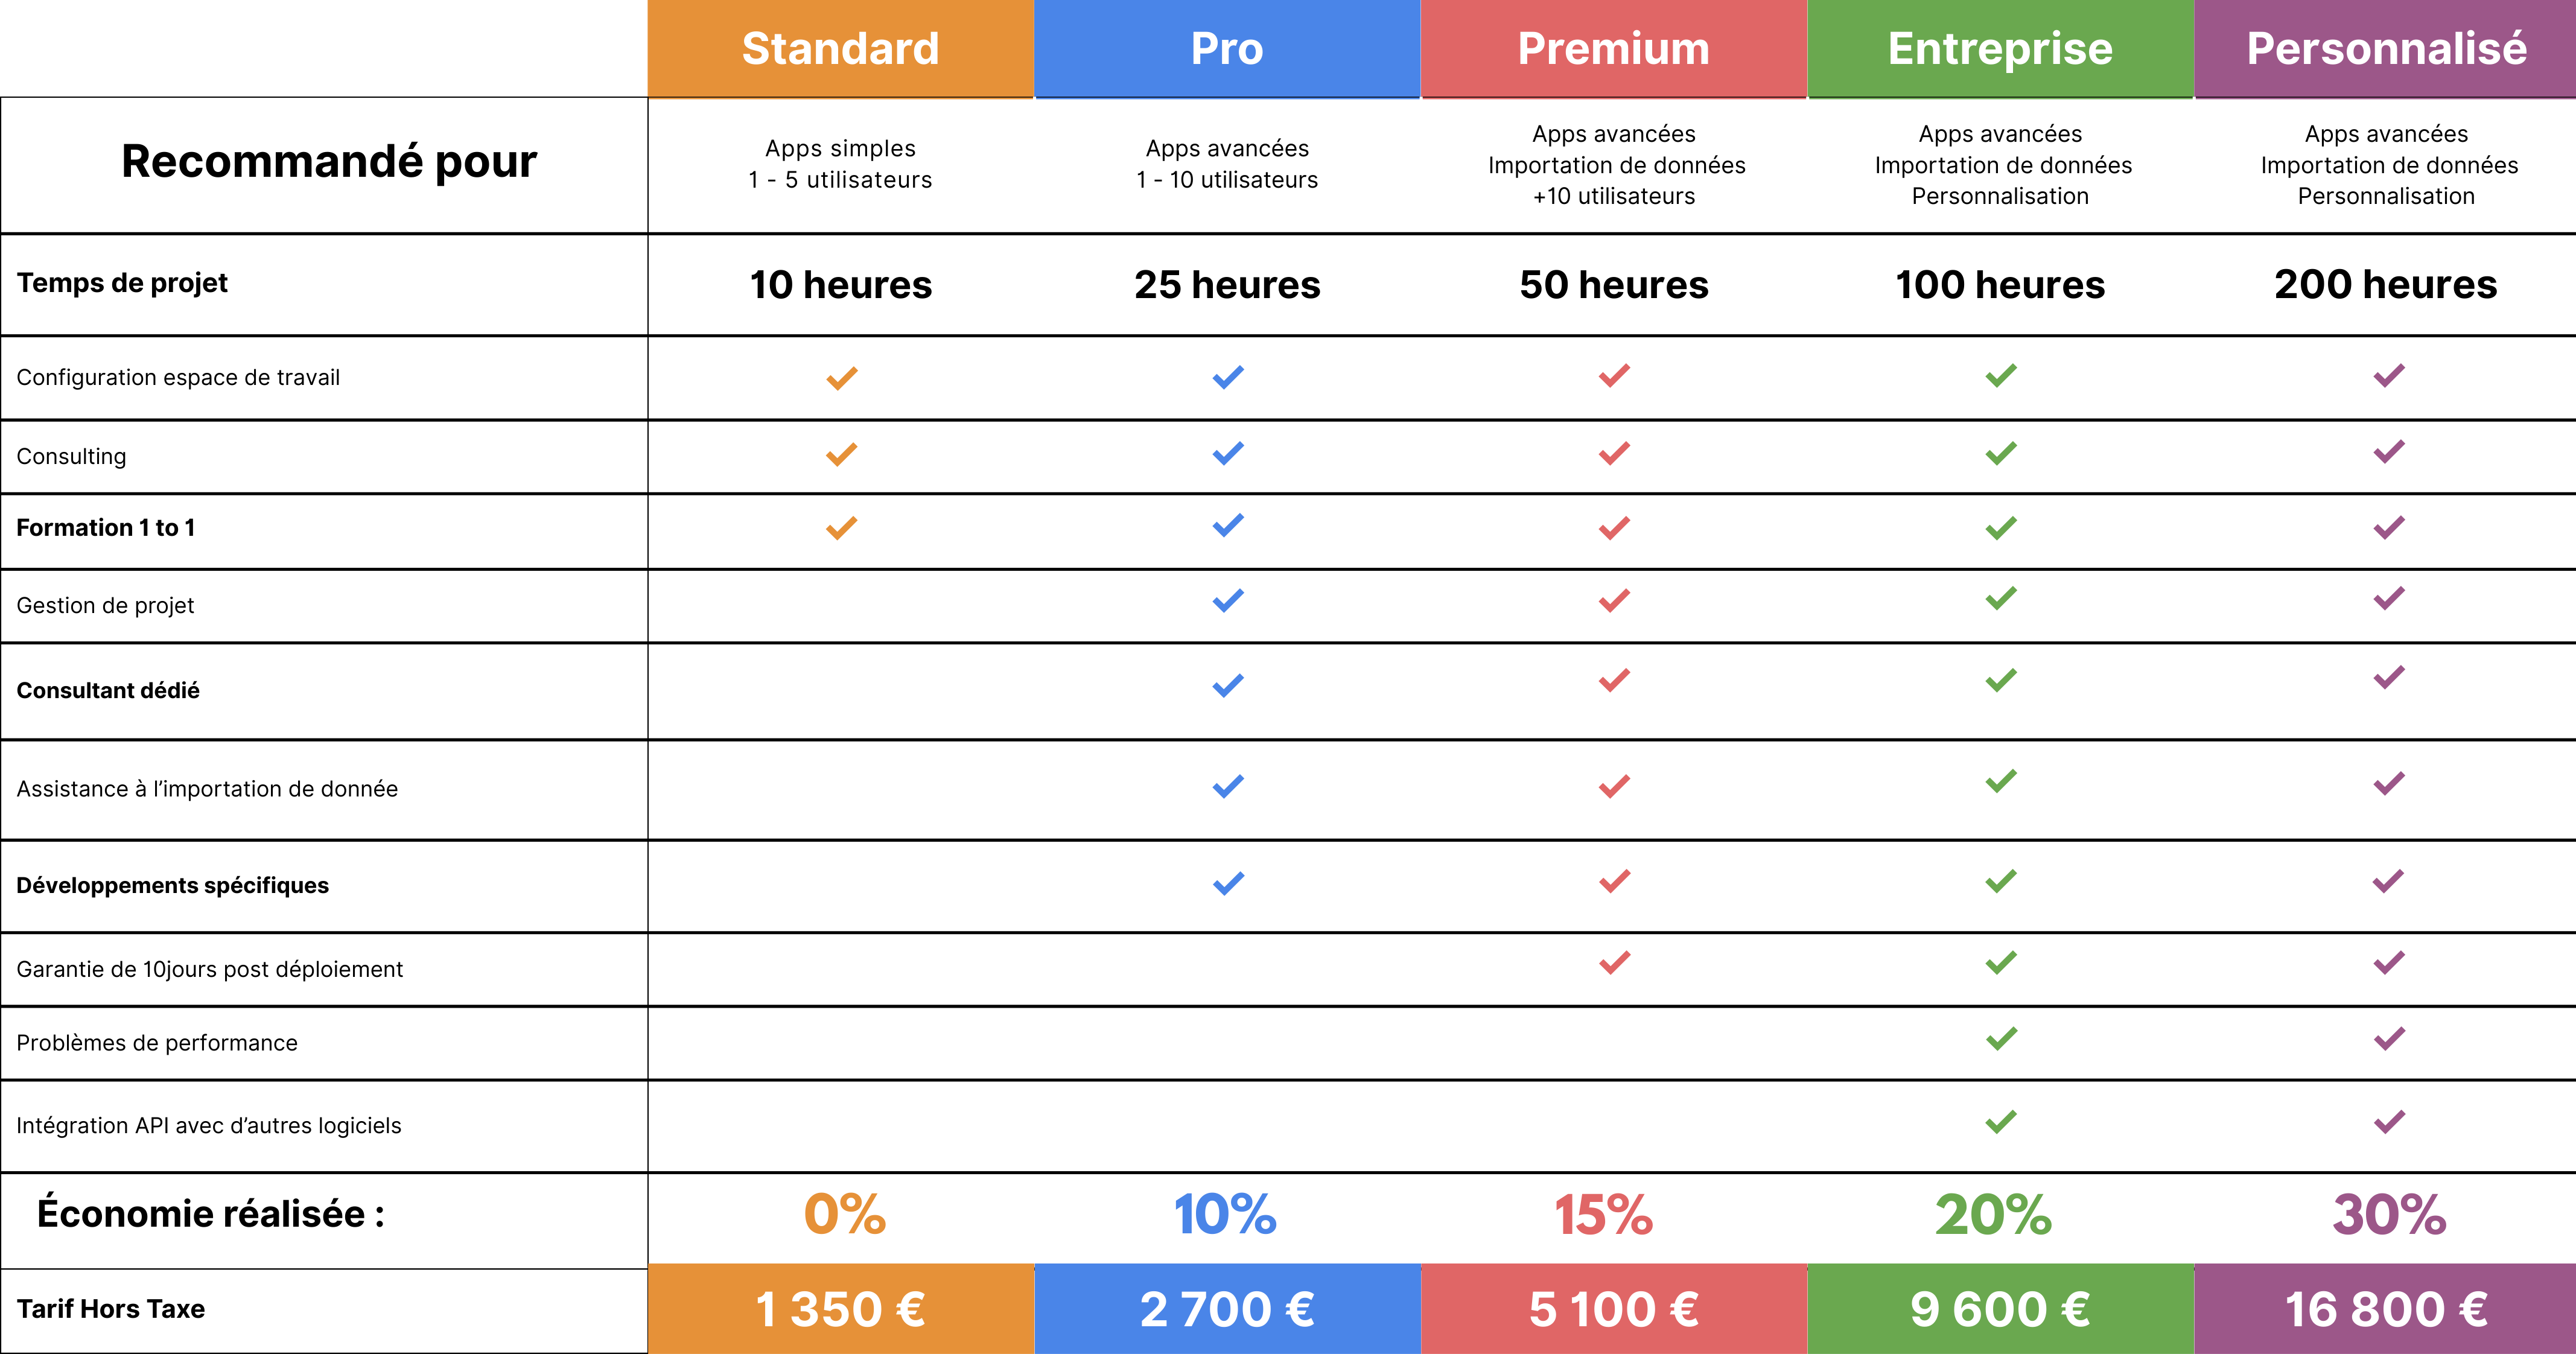 Standard Pro Premium Entreprise Personnalisé
Recommandé pour
Apps simples
1 - 5 utilisateurs
Apps avancées
1 - 10 utilisateurs
Apps avancées
Importation de données
+10 utilisateurs
Apps avancées
Importation de données
Personnalisation
Apps avancées
Importation de données
Personnalisation
Temps de projet 10 heures 25 heures 50 heures 100 heures 200 heures
Configuration espace de travail
Consulting
Formation 1 to 1
Gestion de projet
Consultant dédié
Assistance à l’importation de donnée
Développements spécifiques
Garantie de 10jours post déploiement
Problèmes de performance
Intégration API avec d’autres logiciels
Économie réalisée : 0% 10% 15% 20% 30%
Tarif Hors Taxe 1 350 € 2 700 € 5 100 € 9 600 € 16 800 €